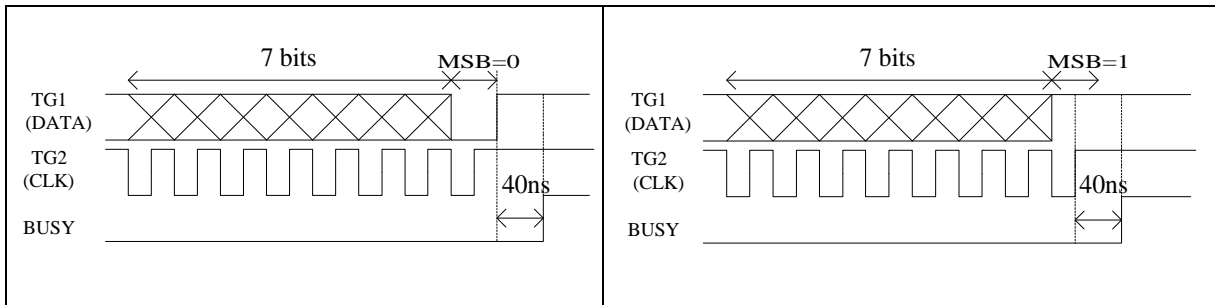 7 bits
MSB=0
TG1
(DATA)
TG2
(CLK)
40ns
BUSY
7 bits
MSB=1
TG1
(DATA)
TG2
(CLK)
40ns
BUSY